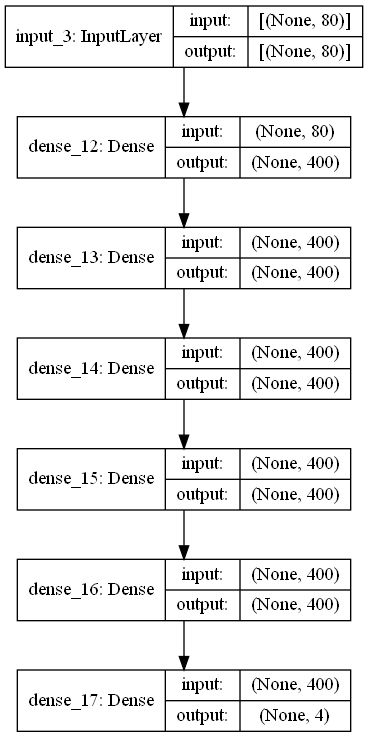 input_3: InputLayer input: [(None, 80)]
output: [(None, 80)]
dense_12: Dense input: (None, 80)
output: (None, 400)
dense_13: Dense input: (None, 400)
output: (None, 400)
dense_14: Dense input: (None, 400)
output: (None, 400)
dense_15: Dense input: (None, 400)
output: (None, 400)
dense_16: Dense input: (None, 400)
output: (None, 400)
dense_17: Dense input: (None, 400)
output: (None, 4)